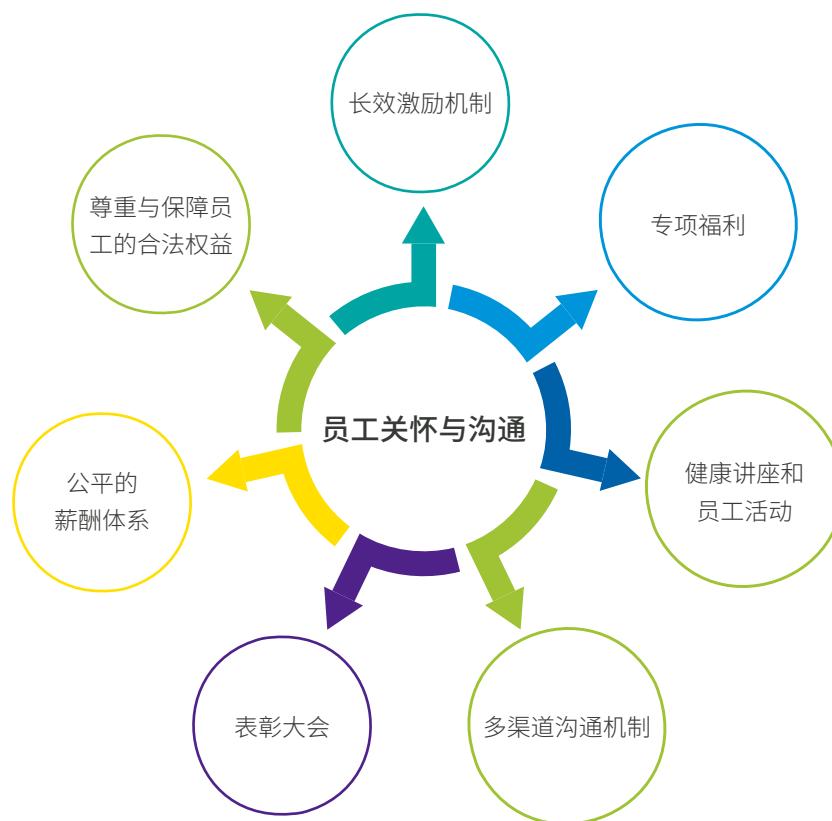 长效激励机制
尊重与保障员
工的合法权益
专项福利
员工关怀与沟通
公平的
薪酬体系
健康讲座和
员工活动
表彰大会
多渠道沟通机制